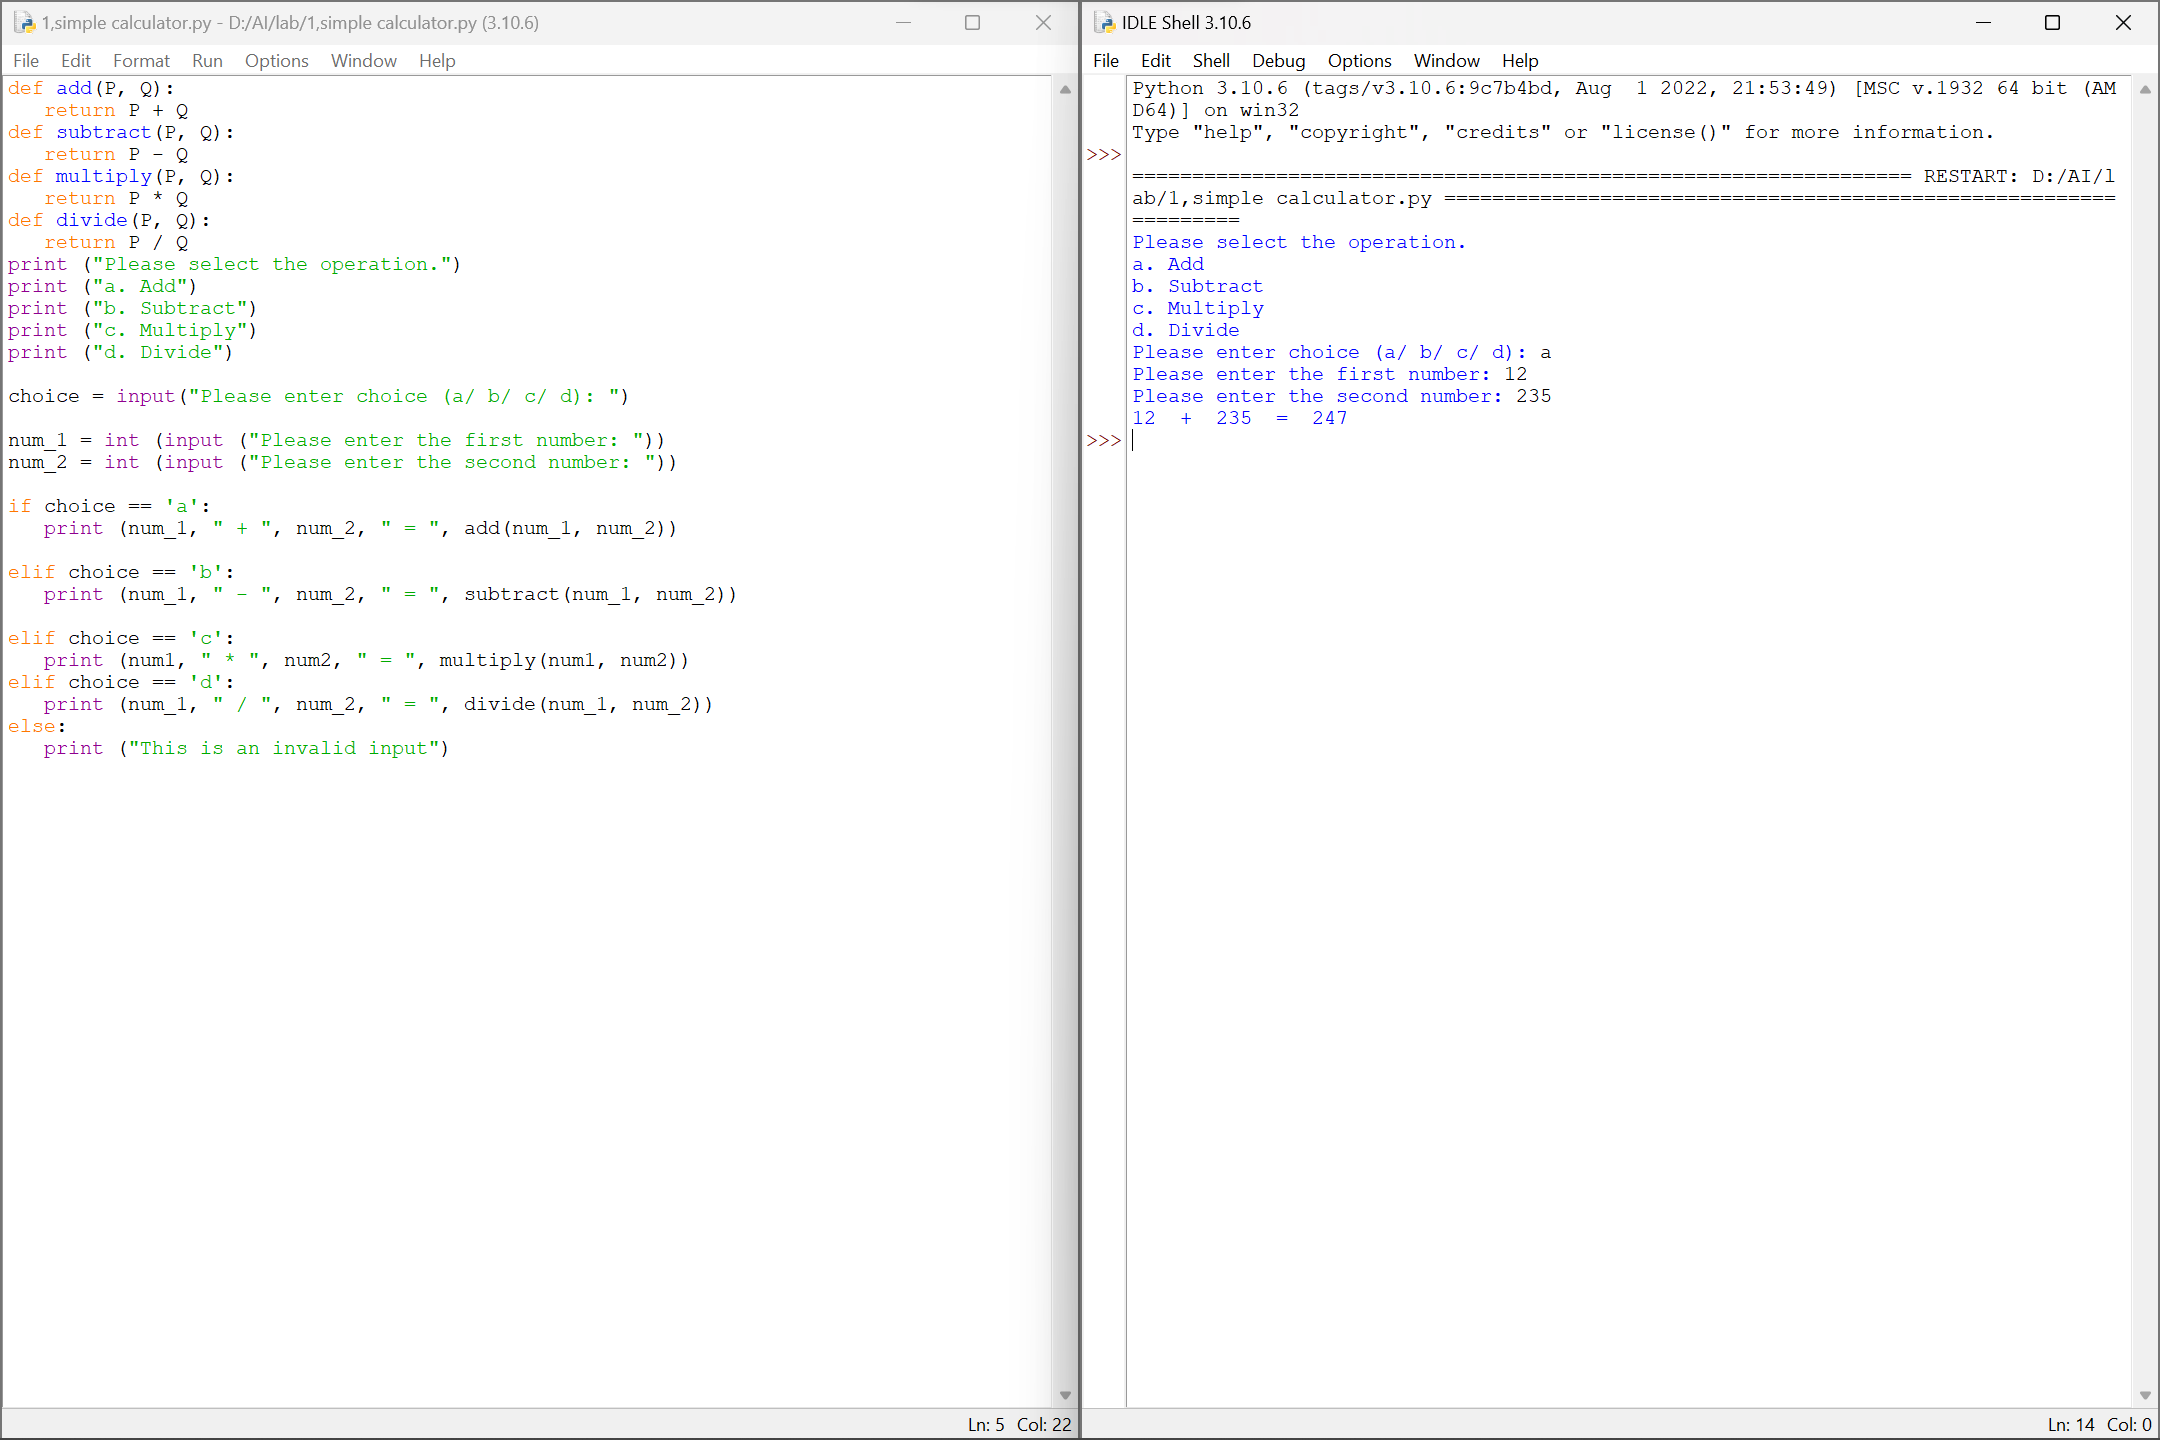 1,simple calculator.py - D:/AI/lab/1,simple calculator.py (3.10.6)
File Edit Format Run Options Window Help
def add(P, Q):
   return P + Q
def subtract(P, Q):
   return P - Q
def multiply(P, Q):
   return P * Q
def divide(P, Q):
   return P / Q
print ("Please select the operation.")
print ("a. Add")
print ("b. Subtract")
print ("c. Multiply")
print ("d. Divide")
choice = input("Please enter choice (a/ b/ c/ d): ")
num_1 = int (input ("Please enter the first number: "))
num_2 = int (input ("Please enter the second number: "))
if choice == 'a':
   print (num_1, " + ", num_2, " = ", add(num_1, num_2))
elif choice == 'b':
   print (num_1, " - ", num_2, " = ", subtract(num_1, num_2))
elif choice == 'c':
   print (num1, " * ", num2, " = ", multiply(num1, num2))
elif choice == 'd':
   print (num_1, " / ", num_2, " = ", divide(num_1, num_2))
else:
   print ("This is an invalid input")
Ln: 5 Col: 22
IDLE Shell 3.10.6
File Edit Shell Debug Options Window Help
Python 3.10.6 (tags/v3.10.6:9c7b4bd, Aug  1 2022, 21:53:49) [MSC v.1932 64 bit (AM
D64)] on win32
Type "help", "copyright", "credits" or "license()" for more information.
>>>
================================================================= RESTART: D:/AI/l
ab/1,simple calculator.py ========================================================
=========
Please select the operation.
a. Add
b. Subtract
c. Multiply
d. Divide
Please enter choice (a/ b/ c/ d): a
Please enter the first number: 12
Please enter the second number: 235
12  +  235  =  247
>>>
Ln: 14 Col: 0